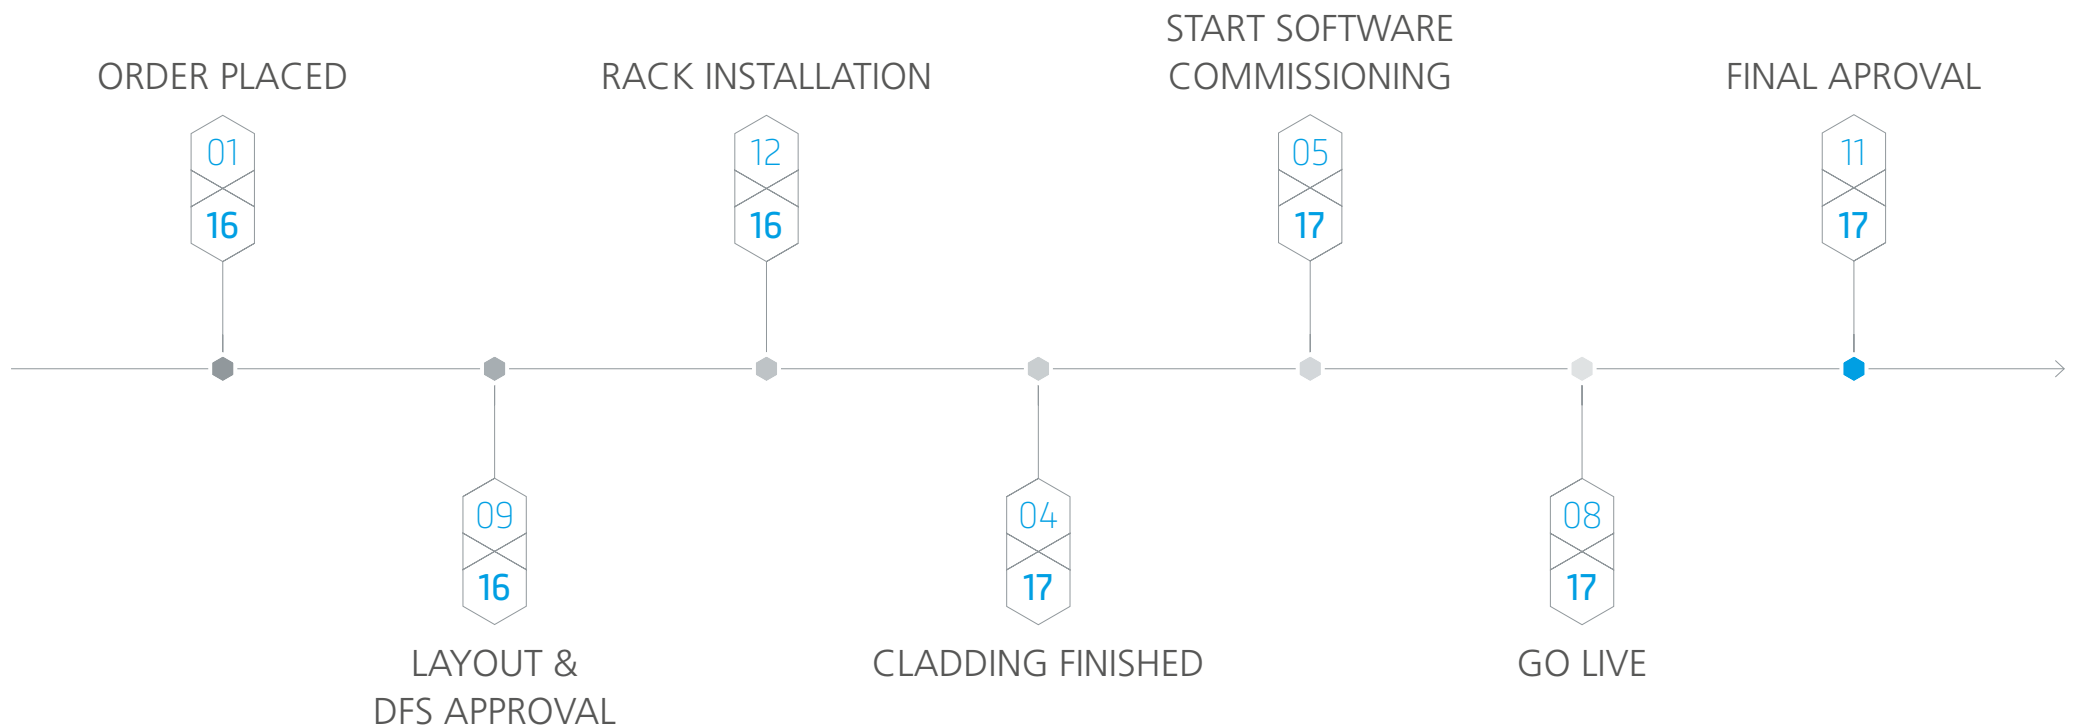 ORDER PLACED
01
16
LAYOUT &
DFS APPROVAL
09
16
RACK INSTALLATION
12
16
CLADDING FINISHED
04
17
START SOFTWARE
COMMISSIONING
05
17
GO LIVE
08
17
FINAL APROVAL
11
17